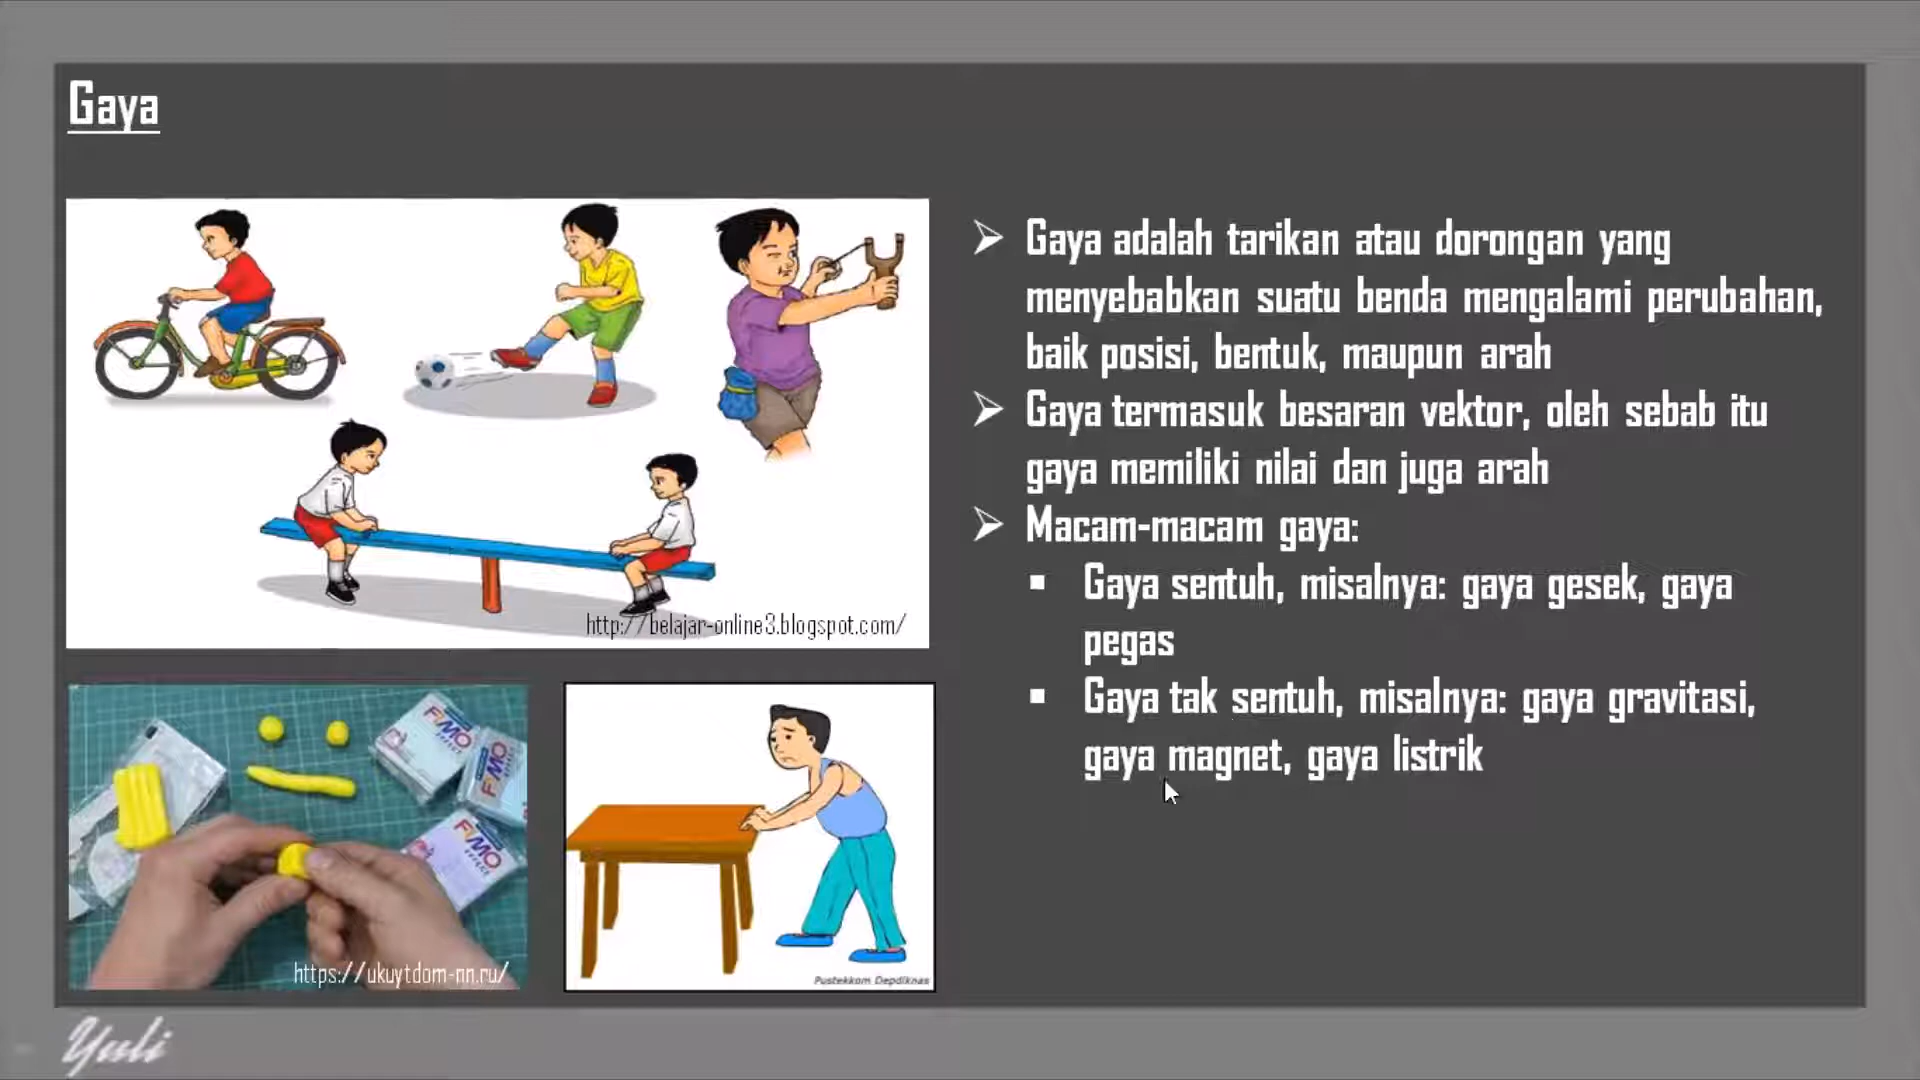 Gaya
Gaya adalah tarikan atau dorongan yang
menyebabkan suatu benda mengalami perubahan,
baik posisi, bentuk, maupun arah
Gaya termasuk besaran vektor, oleh sebab itu
gaya memiliki nilai dan juga arah
Macam-macam gaya:
Gaya sentuh, misalnya: gaya gesek, gaya
pegas
Gaya tak sentuh, misalnya: gaya gravitasi,
gaya magnet, gaya listrik
http://belajar-online3.blogspot.com/
FIMO
FIMO
FIMO
https://ukuytdom-nn.ru/
Pustekkom Depdiknas
Yuli